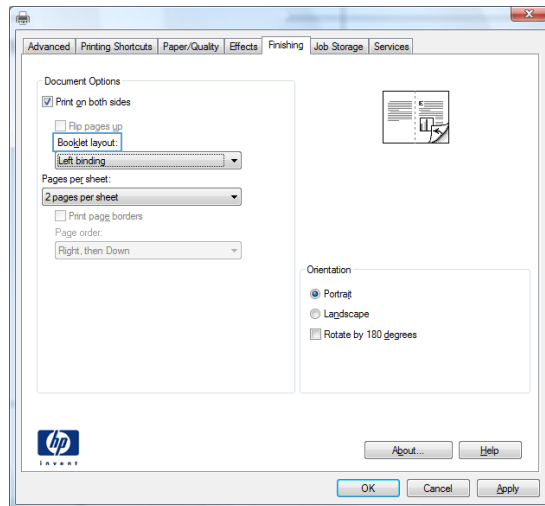 Advanced Printing Shortcuts Paper/Quality Effects Finishing Job Storage Services
Document Options
Print on both sides
Flip pages up
Booklet layout:
Left binding
Pages per sheet:
2 pages per sheet
Print page borders
Page order:
Right, then Down
Orientation
Portrait
Landscape
Rotate by 180 degrees
hp
invent
About... Help
OK Cancel Apply